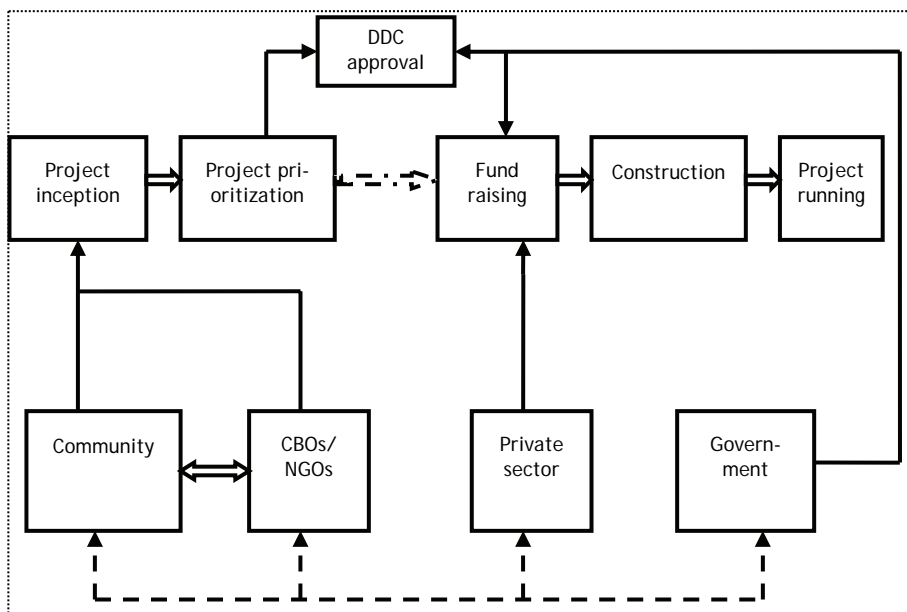 DDC
approval
Project
inception
Project pri-
oritization
Fund
raising
Construction
Project
running
Community
CBOs/
NGOs
Private
sector
Govern-
ment